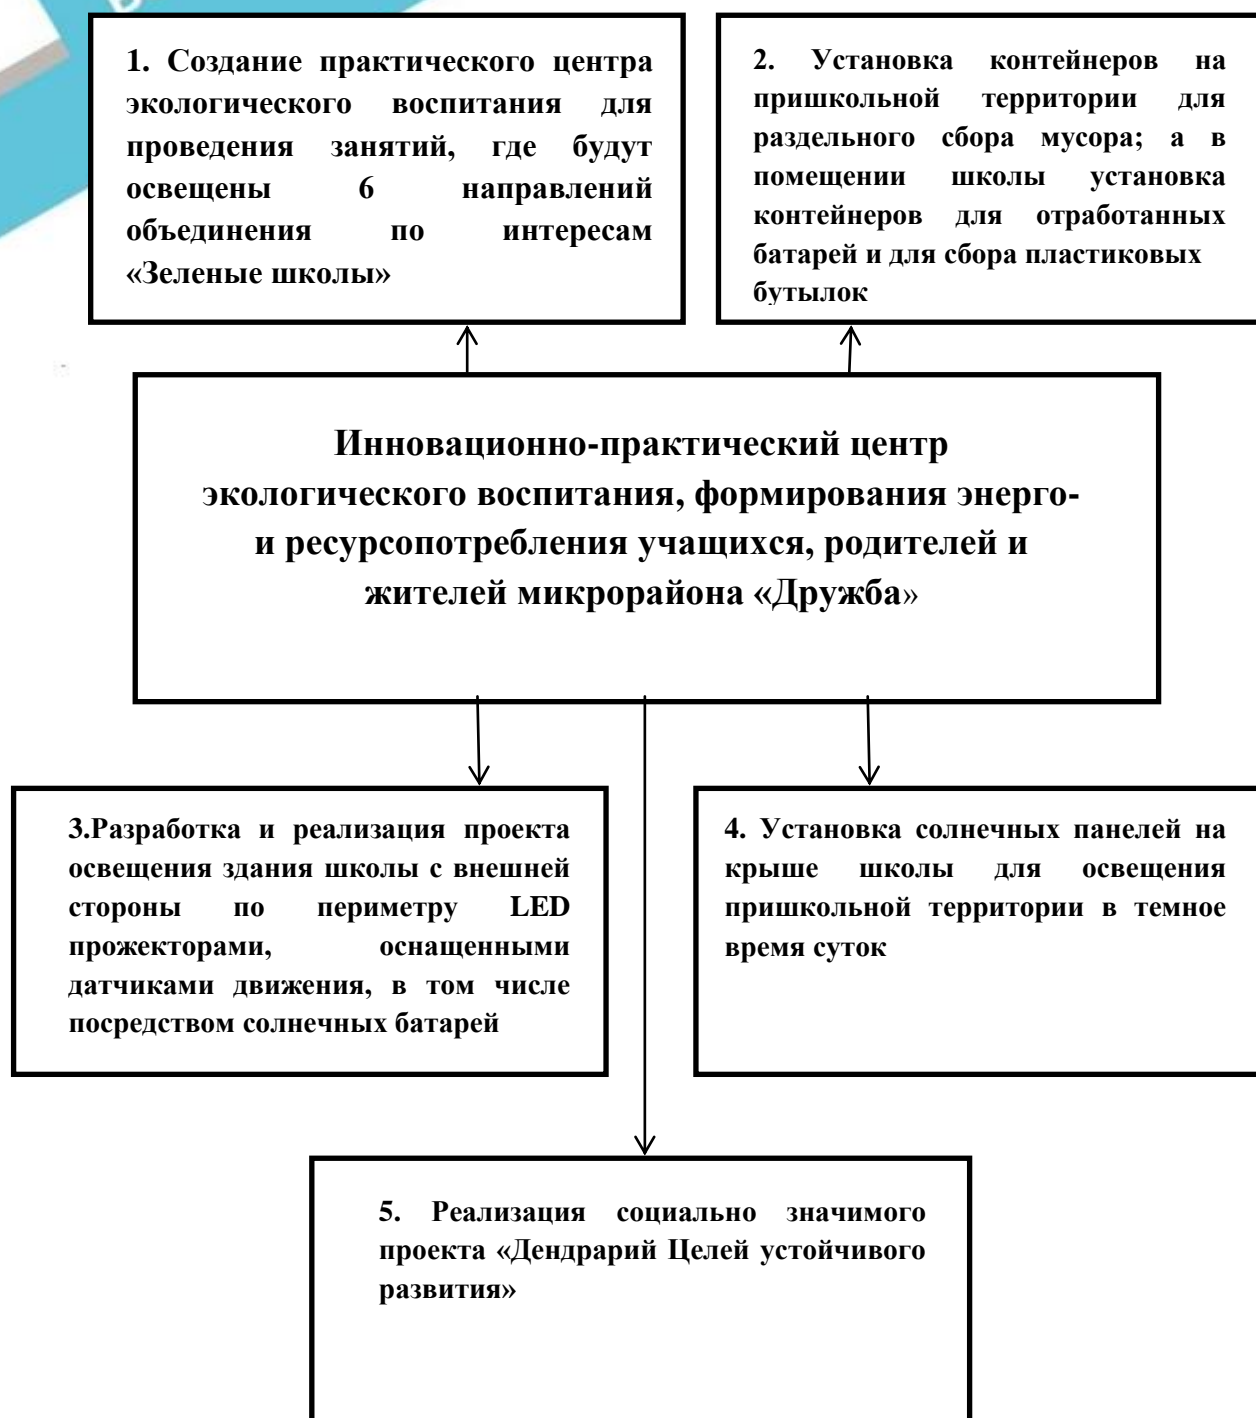 1. Создание практического центра
экологического воспитания для
проведения занятий, где будут
освещены 6 направлений
объединения по интересам
«Зеленые школы»
2. Установка контейнеров на
пришкольной территории для
раздельного сбора мусора; а в
помещении школы установка
контейнеров для отработанных
батарей и для сбора пластиковых
бутылок
Инновационно-практический центр
экологического воспитания, формирования энерго-
и ресурсопотребления учащихся, родителей и
жителей микрорайона «Дружба»
3.Разработка и реализация проекта
освещения здания школы с внешней
стороны по периметру LED
прожекторами, оснащенными
датчиками движения, в том числе
посредством солнечных батарей
4. Установка солнечных панелей на
крыше школы для освещения
пришкольной территории в темное
время суток
5. Реализация социально значимого
проекта «Дендрарий Целей устойчивого
развития»